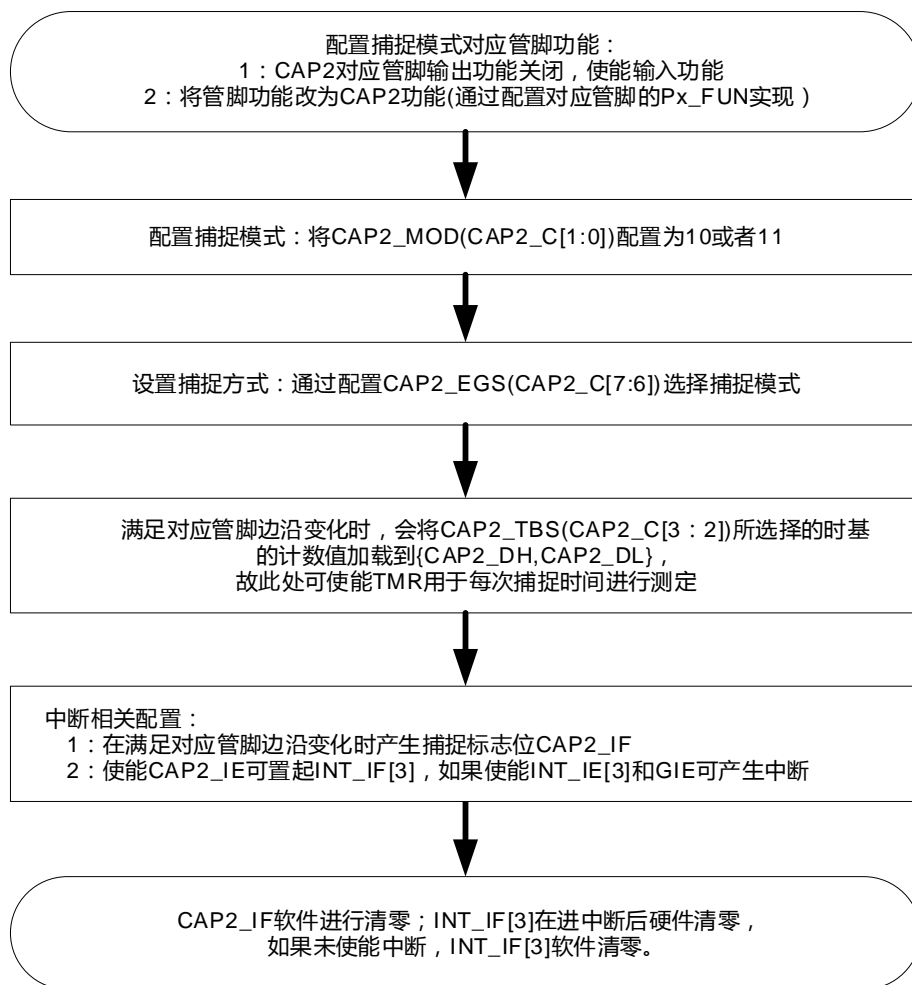 配置捕捉模式对应管脚功能：
1：CAP2对应管脚输出功能关闭，使能输入功能
2：将管脚功能改为CAP2功能(通过配置对应管脚的Px_FUN实现）
配置捕捉模式：将CAP2_MOD(CAP2_C[1:0])配置为10或者11
设置捕捉方式：通过配置CAP2_EGS(CAP2_C[7:6])选择捕捉模式
满足对应管脚边沿变化时，会将CAP2_TBS(CAP2_C[3：2])所选择的时基
的计数值加载到{CAP2_DH,CAP2_DL}，
故此处可使能TMR用于每次捕捉时间进行测定
中断相关配置：
1：在满足对应管脚边沿变化时产生捕捉标志位CAP2_IF
2：使能CAP2_IE可置起INT_IF[3]，如果使能INT_IE[3]和GIE可产生中断
CAP2_IF软件进行清零；INT_IF[3]在进中断后硬件清零，
如果未使能中断，INT_IF[3]软件清零。